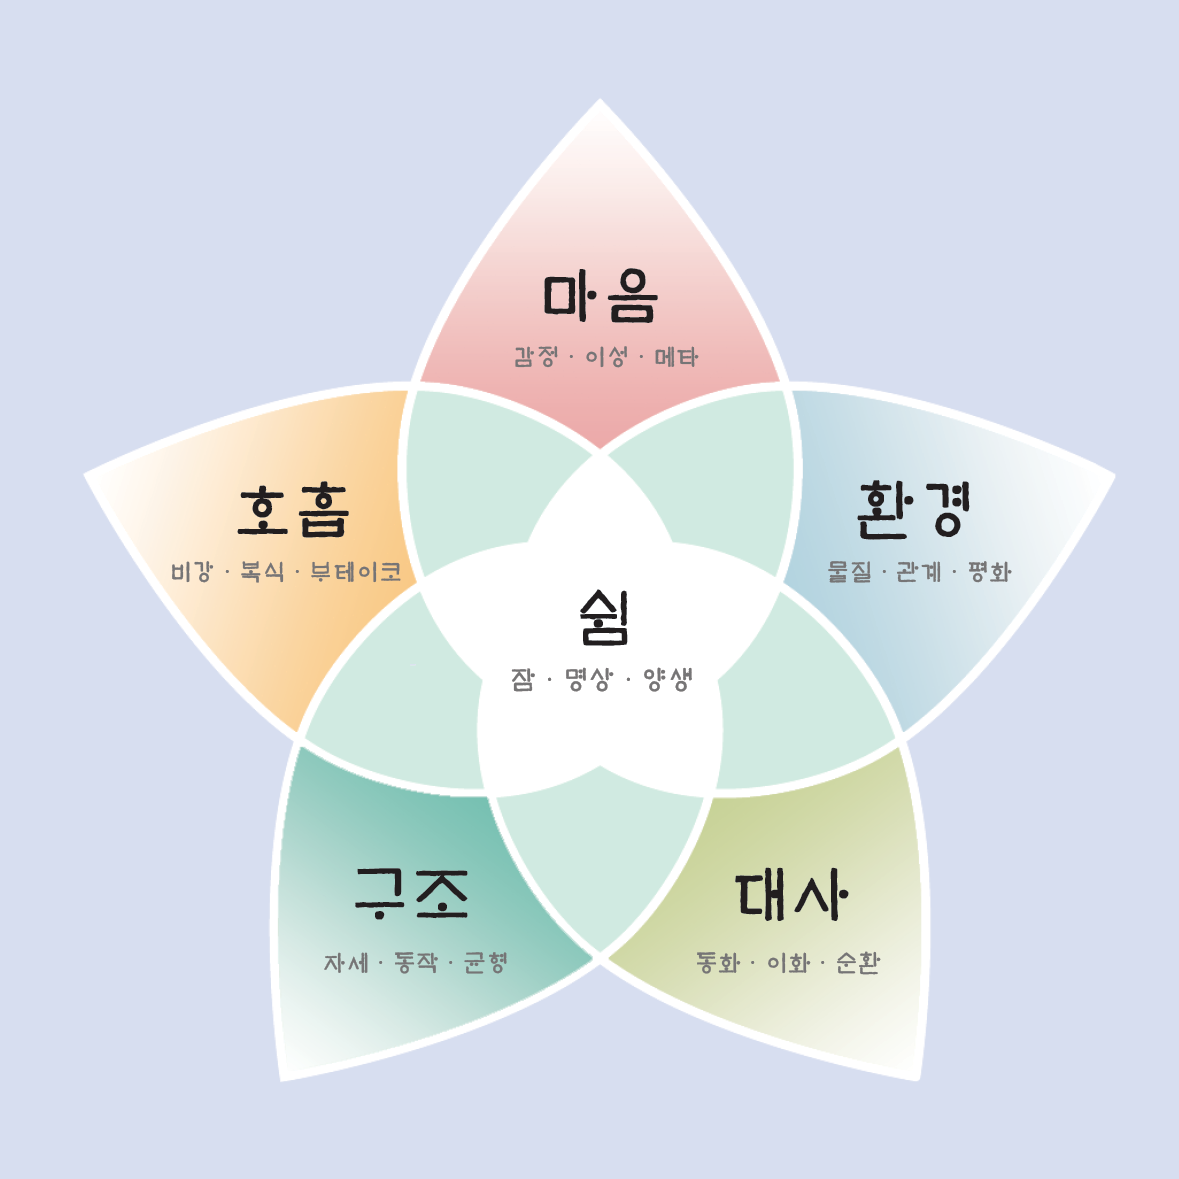 마음
감정 · 이성 · 메타
호흡
비강 · 복식 · 부테이코
환경
물질 · 관계 · 평화
쉼
잠 · 명상 · 양생
구조
자세 · 동작 · 균형
대사
동화 · 이화 · 순환